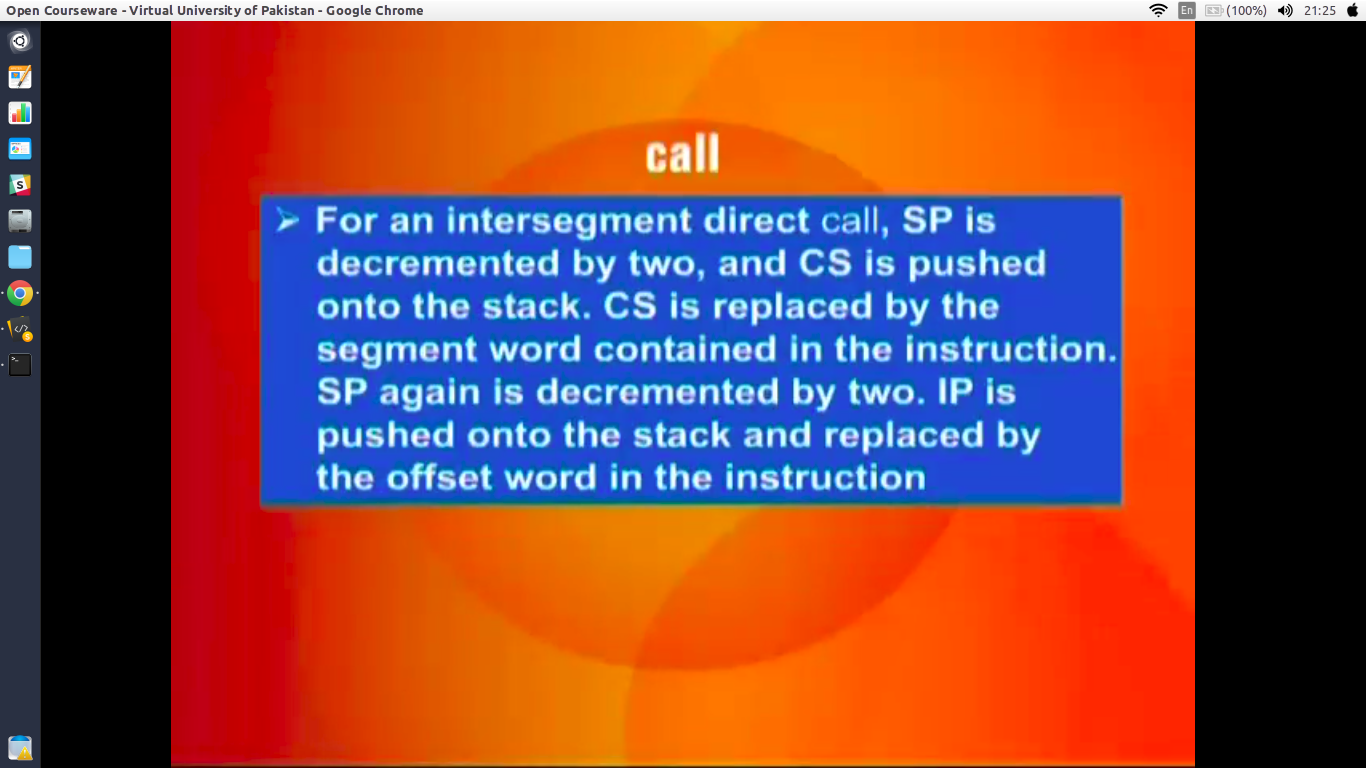 Open Courseware - Virtual University of Pakistan - Google Chrome
En
(100%)
21:25
call
➢ For an intersegment direct call, SP is
decremented by two, and CS is pushed
onto the stack. CS is replaced by the
segment word contained in the instruction.
SP again is decremented by two. IP is
pushed onto the stack and replaced by
the offset word in the instruction